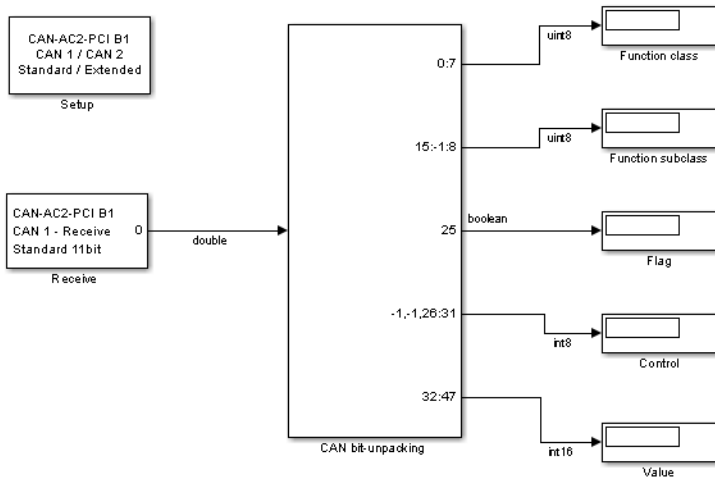 CAN-AC2-PCI B1
CAN 1 / CAN 2
Standard / Extended
Setup
CAN-AC2-PCI B1
CAN 1 - Receive
Standard 11bit
0
Receive
double
0:7
15:-1:8
25
-1,-1,26:31
32:47
CAN bit-unpacking
uint8
Function class
uint8
Function subclass
boolean
Flag
int8
Control
int16
Value